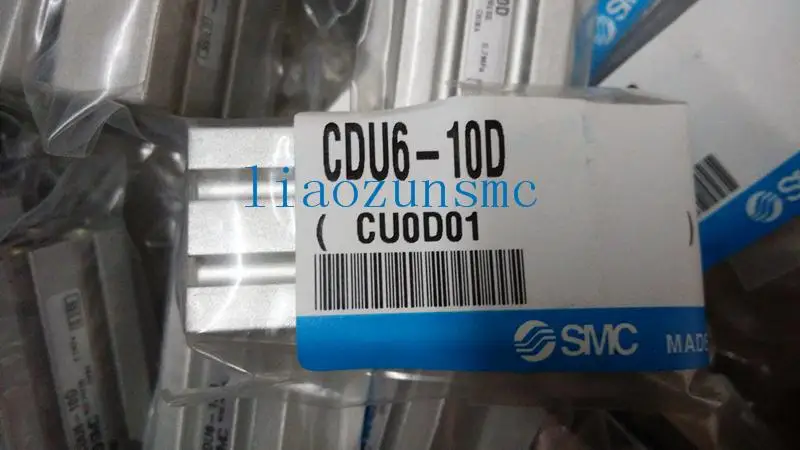 CDU6-10D
liaozunsmc
( CU0D01 )
SMC MADE
SMC